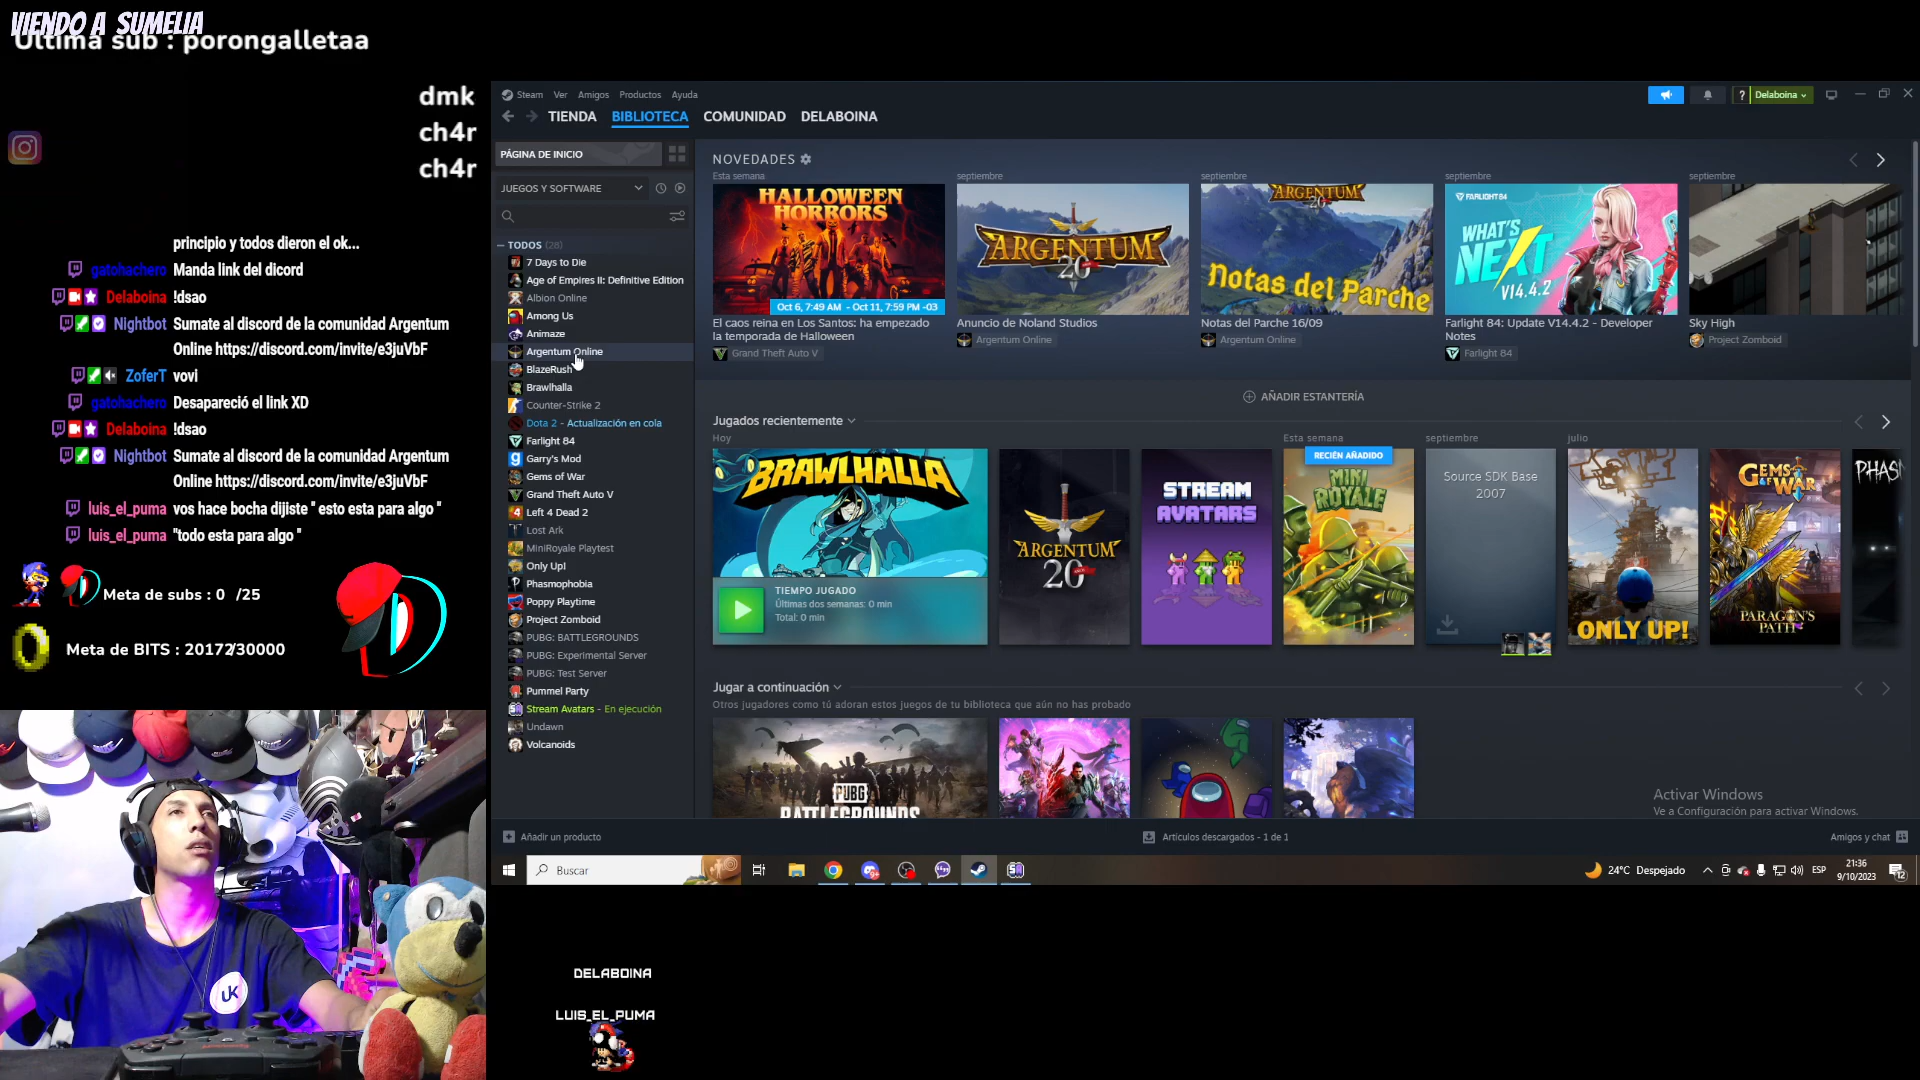 VIENDO A SUMELIA
Ultima sub : porongalletaa
dmk
ch4r
ch4r
principio y todos dieron el ok...
gatohachero Manda link del dicord
Delaboina !dsao
Nightbot Sumate al discord de la comunidad Argentum
Online https://discord.com/invite/e3juVbF
ZoferT vovi
gatohachero Desapareció el link XD
Delaboina !dsao
Nightbot Sumate al discord de la comunidad Argentum
Online https://discord.com/invite/e3juVbF
luis_el_puma vos hace bocha dijiste " esto esta para algo "
luis_el_puma "todo esta para algo "
Meta de subs : 0 /25
Meta de BITS : 20172/30000
UK
Steam Ver Amigos Productos Ayuda
? Delaboina
TIENDA BIBLIOTECA COMUNIDAD DELABOINA
PÁGINA DE INICIO
JUEGOS Y SOFTWARE
TODOS (28)
7 Days to Die
Age of Empires II: Definitive Edition
Albion Online
Among Us
Animaze
Argentum Online
BlazeRush
Brawlhalla
Counter-Strike 2
Dota 2 - Actualización en cola
Farlight 84
Garry's Mod
Gems of War
Grand Theft Auto V
Left 4 Dead 2
Lost Ark
MiniRoyale Playtest
Only Up!
Phasmophobia
Poppy Playtime
Project Zomboid
PUBG: BATTLEGROUNDS
PUBG: Experimental Server
PUBG: Test Server
Pummel Party
Stream Avatars - En ejecución
Undawn
Volcanoids
NOVEDADES
Esta semana
HALLOWEEN
HORRORS
Oct 6, 7:49 AM - Oct 11, 7:59 PM -03
El caos reina en Los Santos: ha empezado
la temporada de Halloween
Grand Theft Auto V
septiembre
ARGENTUM
20
Anuncio de Noland Studios
Argentum Online
septiembre
ARGENTUM
20
Notas del Parche
Notas del Parche 16/09
Argentum Online
septiembre
FARLIGHT 84
WHAT'S
NEXT
V14.4.2
Farlight 84: Update V14.4.2 - Developer
Notes
Farlight 84
septiembre
Sky High
Project Zomboid
AÑADIR ESTANTERÍA
Jugados recientemente
Hoy
BRAWLHALLA
TIEMPO JUGADO
Últimas dos semanas: 0 min
Total: 0 min
ARGENTUM
20
STREAM
AVATARS
Esta semana
RECIÉN AÑADIDO
MINI
ROYALE
septiembre
Source SDK Base
2007
julio
ONLY UP!
GEMS
OF WAR
PARAGON'S
PATH
PHAS
Jugar a continuación
Otros jugadores como tú adoran estos juegos de tu biblioteca que aún no has probado
PUBG
BATTLEGROUNDS
Activar Windows
Ve a Configuración para activar Windows.
Añadir un producto
Artículos descargados - 1 de 1
Amigos y chat
Buscar
24°C Despejado
ESP
21:36
9/10/2023
12
DELABOINA
LUIS_EL_PUMA